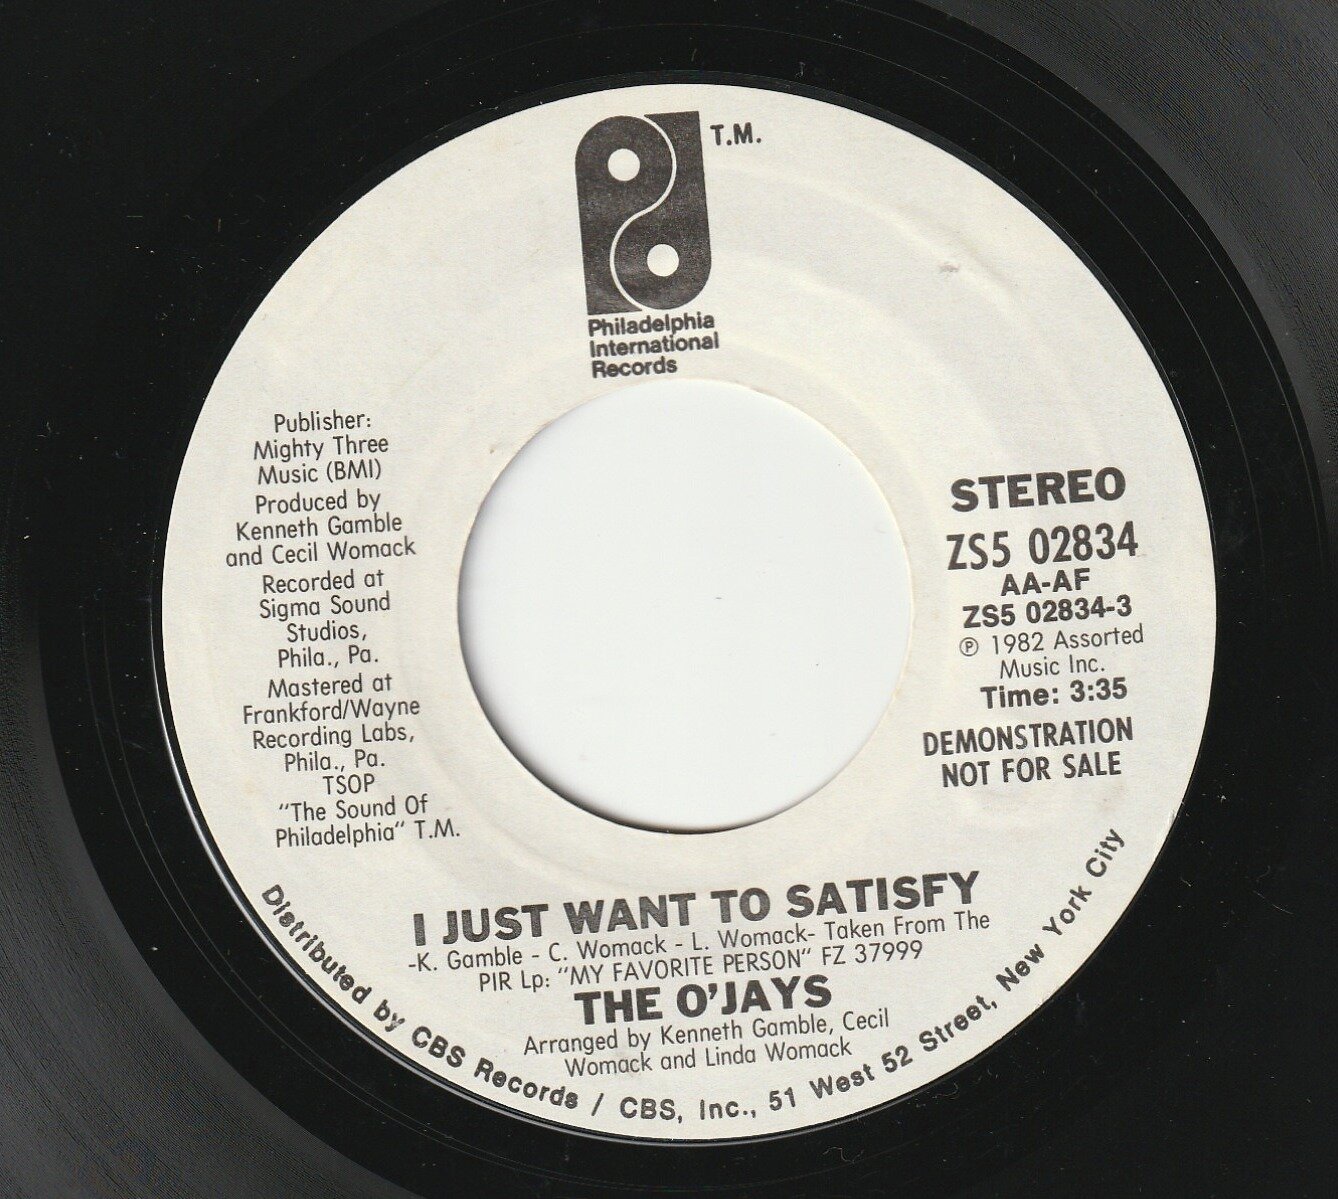 T.M.
Philadelphia
International
Records
Publisher:
Mighty Three
Music (BMI)
Produced by
Kenneth Gamble
and Cecil Womack
Recorded at
Sigma Sound
Studios,
Phila., Pa.
Mastered at
Frankford/Wayne
Recording Labs,
Phila., Pa.
TSOP
"The Sound Of
Philadelphia" T.M.
STEREO
ZS5 02834
AA-AF
ZS5 02834-3
℗ 1982 Assorted
Music Inc.
Time: 3:35
DEMONSTRATION
NOT FOR SALE
I JUST WANT TO SATISFY
-K. Gamble - C. Womack - L. Womack- Taken From The
PIR Lp: "MY FAVORITE PERSON" FZ 37999
THE O'JAYS
Arranged by Kenneth Gamble, Cecil
Womack and Linda Womack
Distributed by CBS Records / CBS, Inc., 51 West 52 Street, New York City